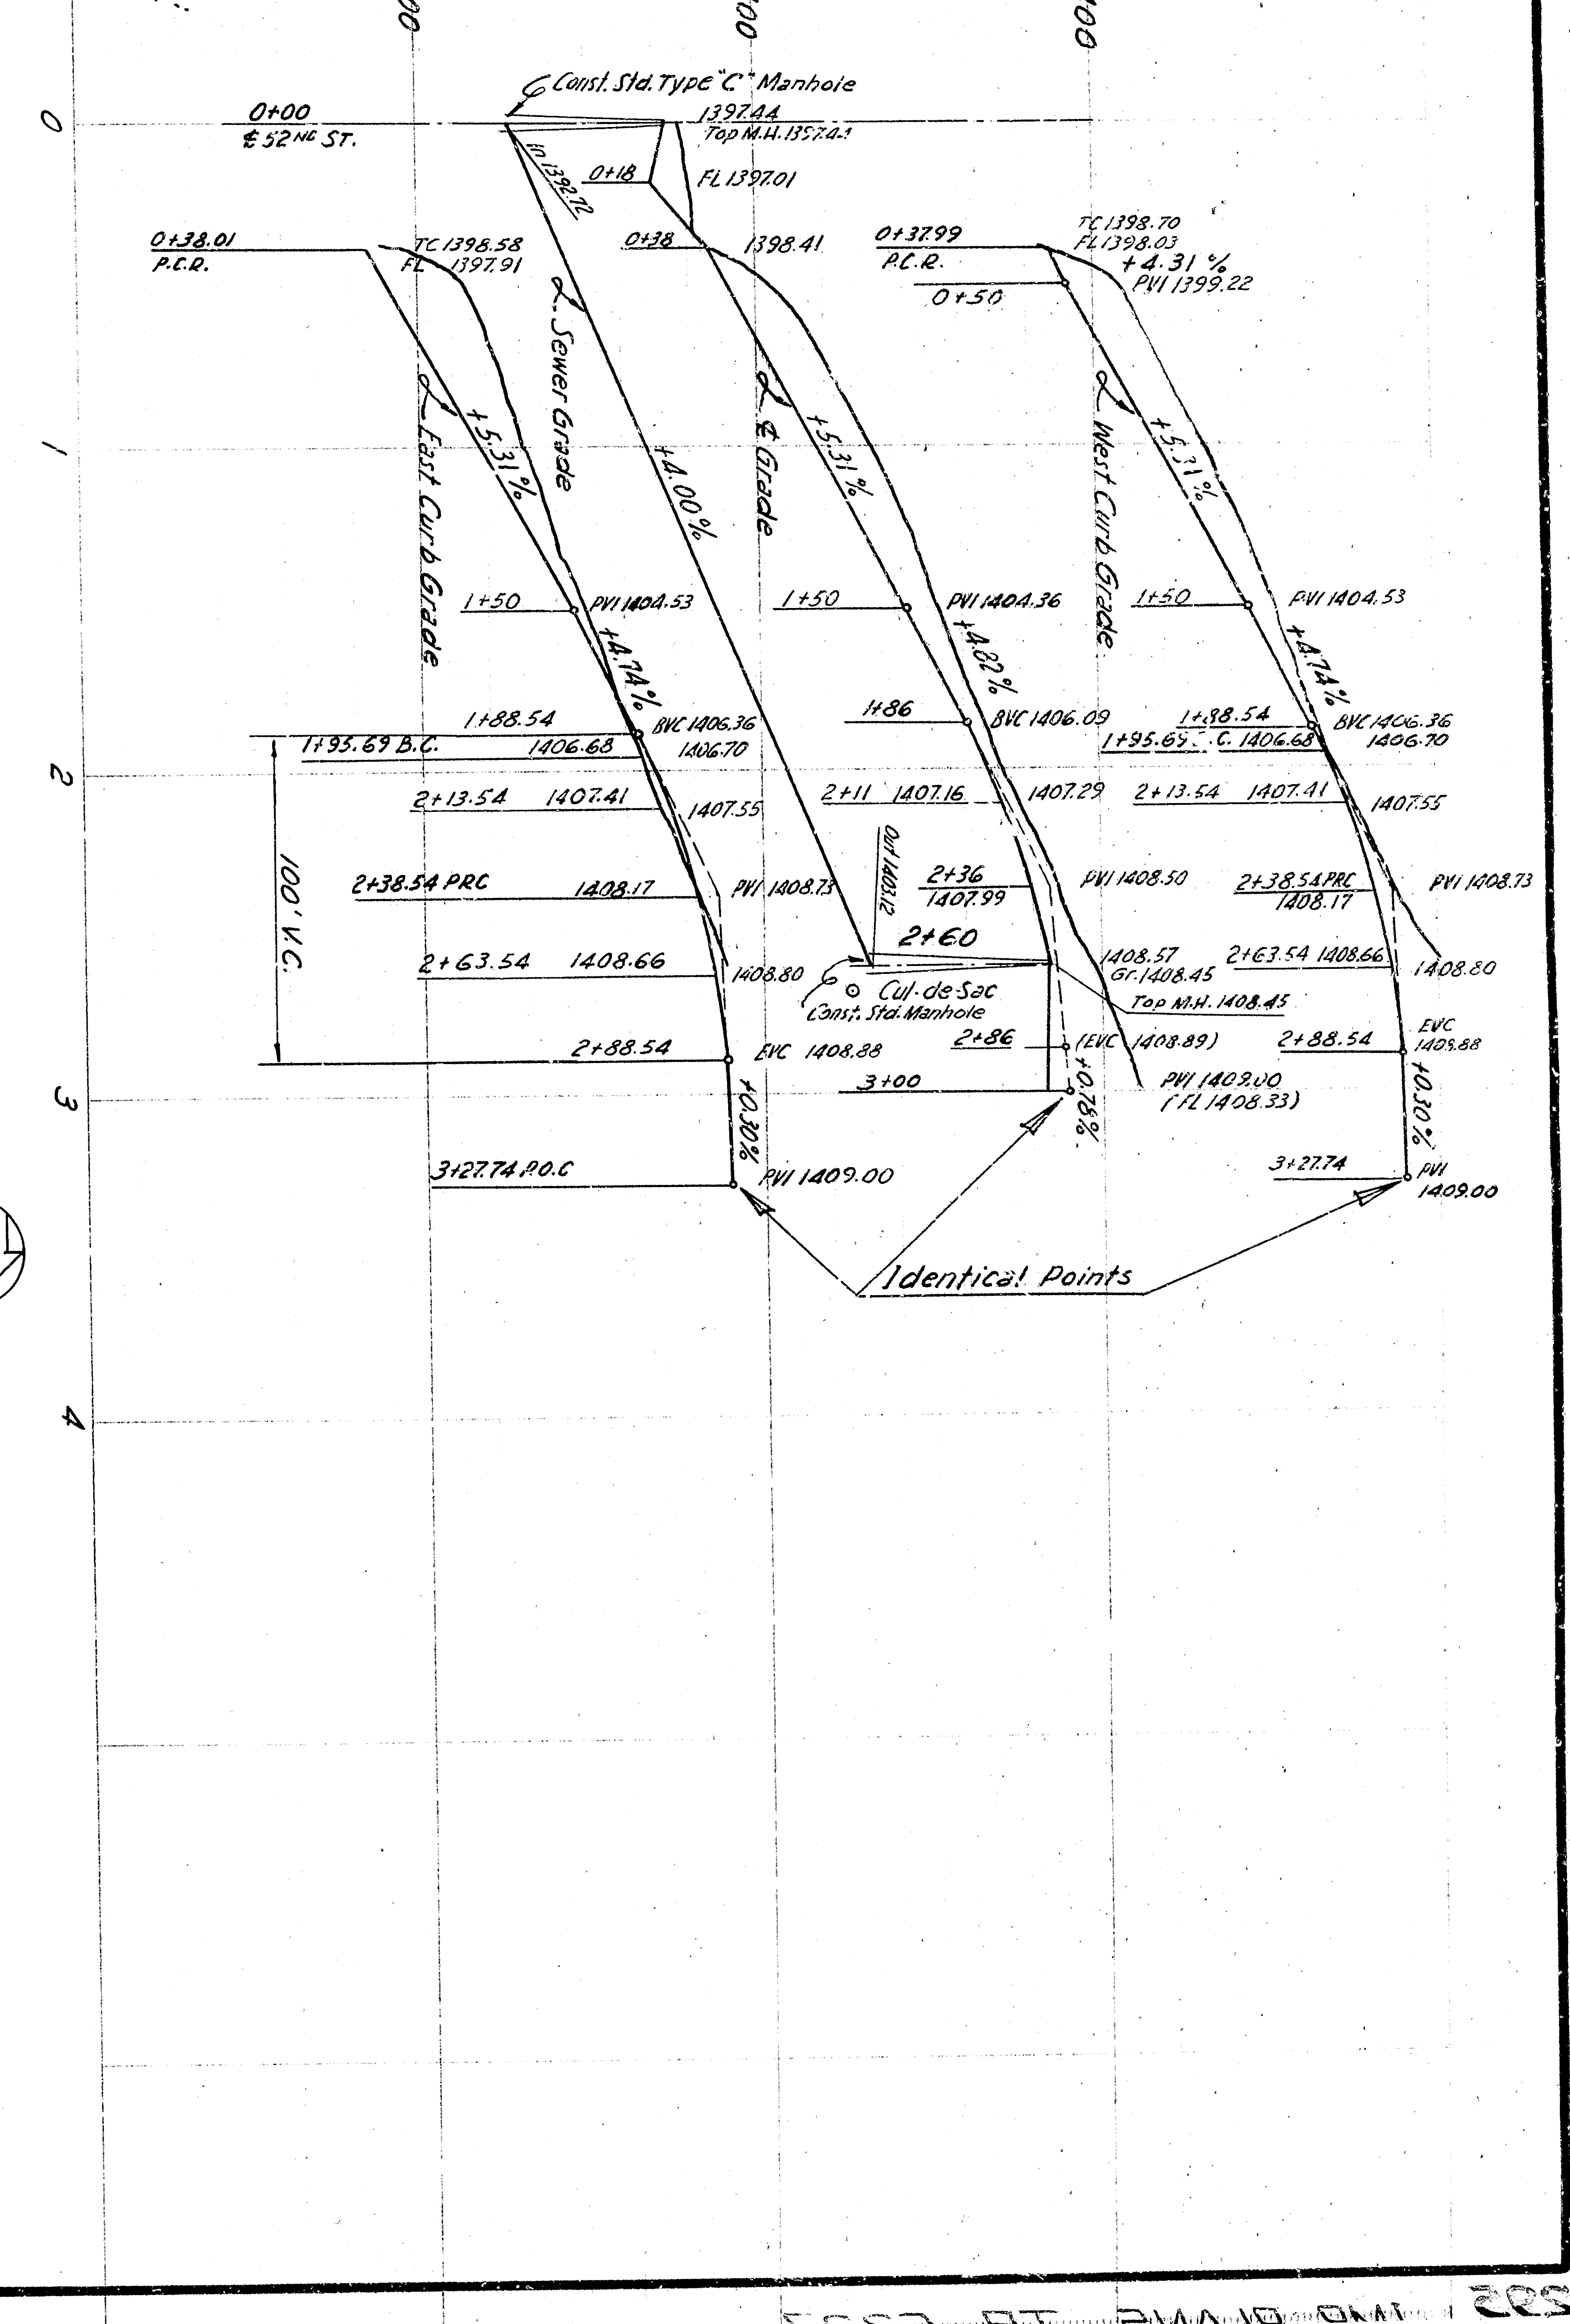 00
00
00
0
1
2
3
4
Const. Std. Type "C" Manhole
0+00
℄ 52ND ST.
1397.44
Top M.H.
In 1392.72
0+18
FL 1397.01
0+38.01
P.C.R.
TC 1398.58
FL 1397.91
0+38
1398.41
0+37.99
P.C.R.
0+50
TC 1398.70
FL 1398.03
+4.31 %
PVI 1399.22
East Curb Grade
+5.31%
Sewer Grade
+4.00%
℄ Grade
+5.31%
West Curb Grade
+5.31%
1+50
PVI 1404.53
1+50
PVI 1404.36
1+50
PVI 1404.53
+4.74%
+4.82%
+4.74%
1+88.54
BVC 1406.36
1+95.69 B.C. 1406.68
1406.70
1+86
BVC 1406.09
1+88.54
BVC 1406.36
1+95.69 .C. 1406.68
1406.70
2+13.54 1407.41
1407.55
2+11 1407.16
1407.29
2+13.54 1407.41
1407.55
100' V.C.
2+38.54 PRC 1408.17
PVI 1408.73
Out 1403.12
2+36
1407.99
PVI 1408.50
2+38.54 PRC
1408.17
PVI 1408.73
2+60
2+63.54 1408.66
1408.80
1408.57
Gr. 1408.45
2+63.54 1408.66
1408.80
Cul-de-Sac
Const. Std. Manhole
Top M.H. 1408.45
2+88.54
EVC 1408.88
2+86
(EVC 1408.89)
2+88.54
EVC
1408.88
3+00
PVI 1409.00
(FL 1408.33)
+0.30%
+0.78%
+0.30%
3+27.74 P.O.C
PVI 1409.00
3+27.74
PVI
1409.00
Identical Points